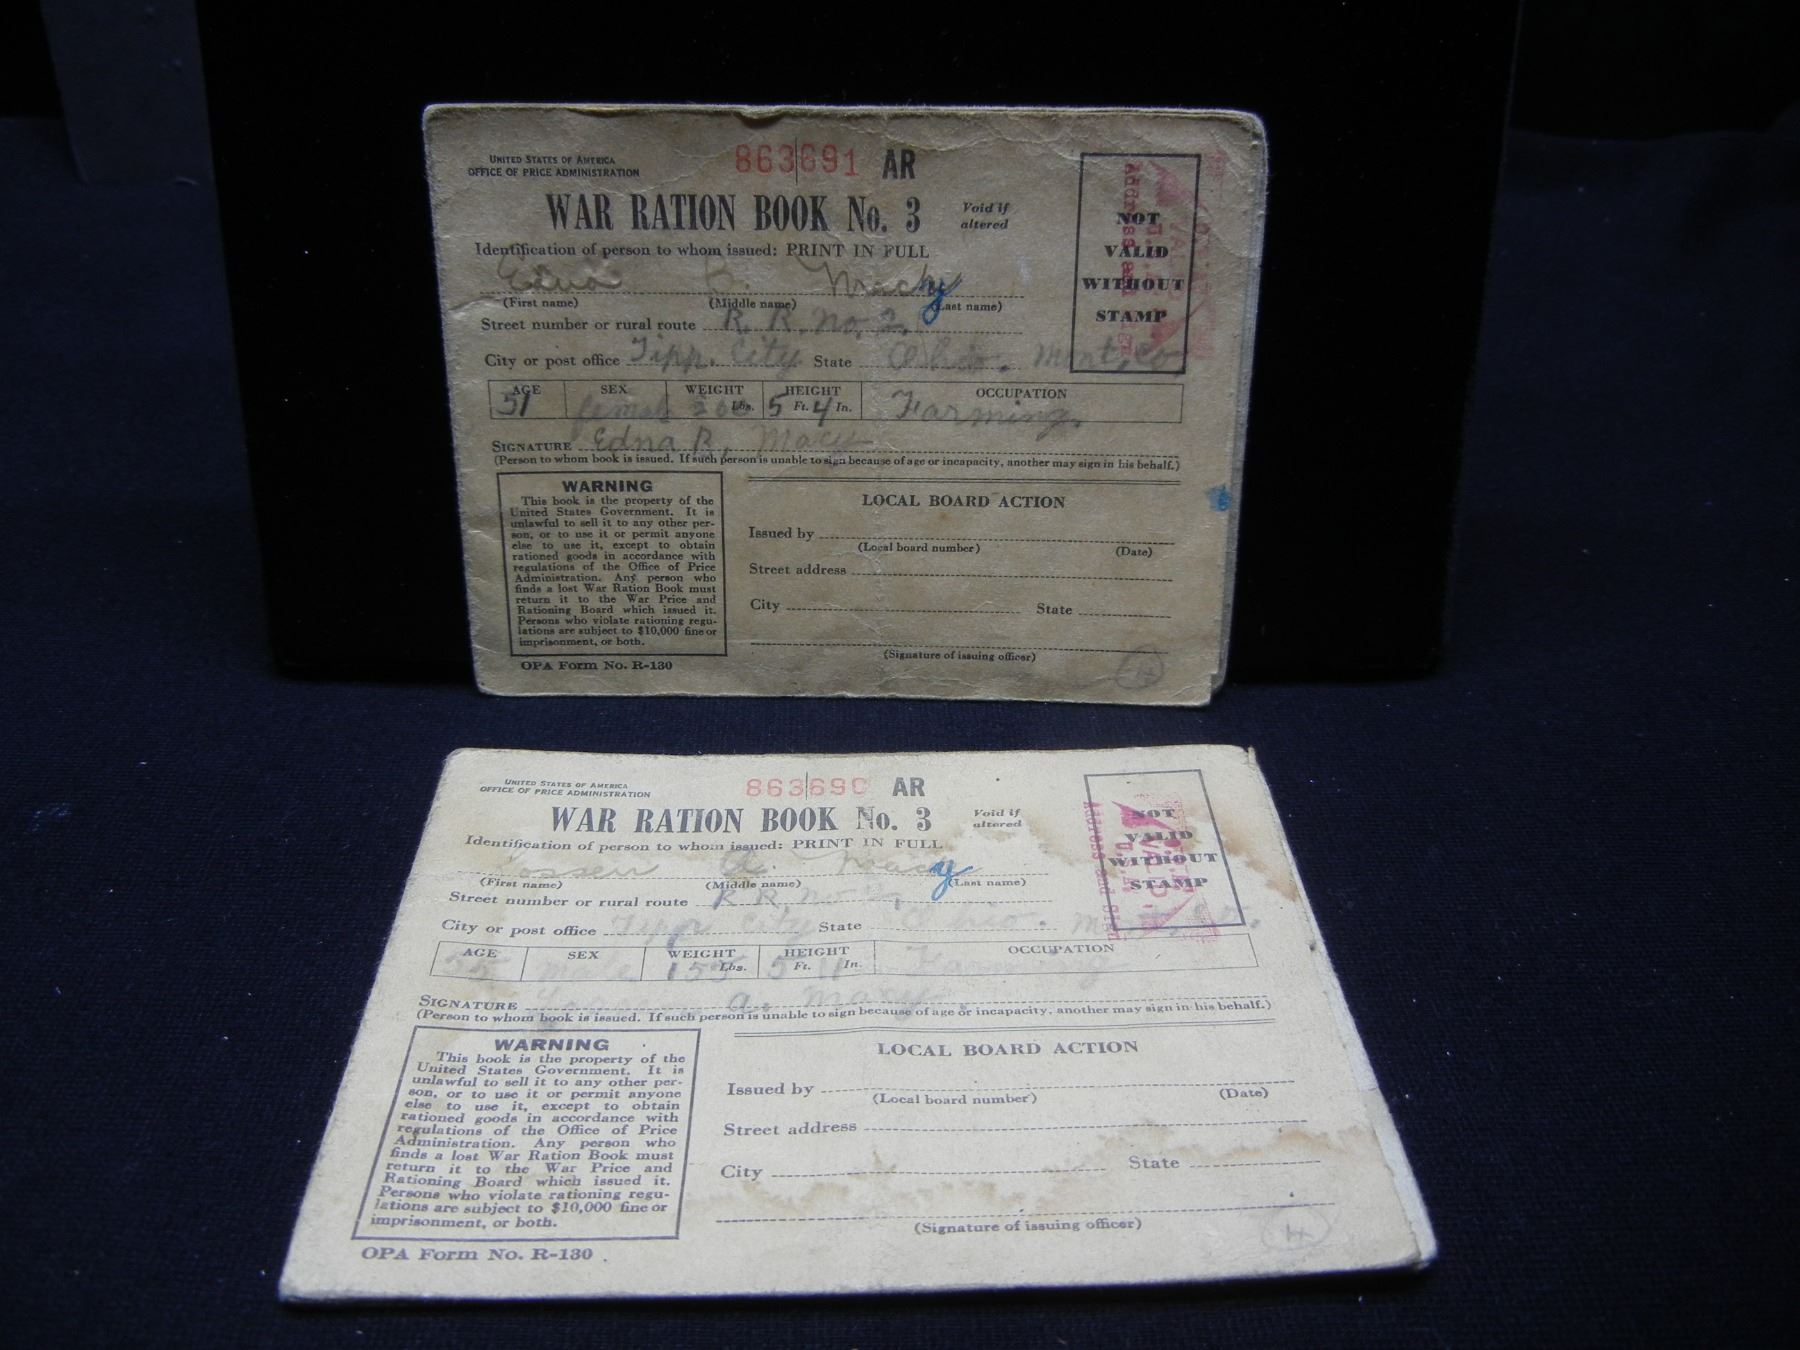 UNITED STATES OF AMERICA
OFFICE OF PRICE ADMINISTRATION
863691 AR
WAR RATION BOOK No. 3
Void if
altered
Identification of person to whom issued: PRINT IN FULL
Edna R. Macy
(First name) (Middle name) (Last name)
Street number or rural route R. R. No. 2.
City or post office Tipp. City State Ohio. Mont. Co.
AGE SEX WEIGHT HEIGHT OCCUPATION
51 female 200 Lbs. 5 Ft. 4 In. Farming.
SIGNATURE Edna R. Macy
(Person to whom book is issued. If such person is unable to sign because of age or incapacity, another may sign in his behalf.)
NOT
VALID
WITHOUT
STAMP
WARNING
This book is the property of the
United States Government. It is
unlawful to sell it to any other per-
son, or to use it or permit anyone
else to use it, except to obtain
rationed goods in accordance with
regulations of the Office of Price
Administration. Any person who
finds a lost War Ration Book must
return it to the War Price and
Rationing Board which issued it.
Persons who violate rationing regu-
lations are subject to $10,000 fine or
imprisonment, or both.
OPA Form No. R-130
LOCAL BOARD ACTION
Issued by
(Local board number) (Date)
Street address
City State
(Signature of issuing officer)
UNITED STATES OF AMERICA
OFFICE OF PRICE ADMINISTRATION
863690 AR
WAR RATION BOOK No. 3
Void if
altered
Identification of person to whom issued: PRINT IN FULL
A. Macy
(First name) (Middle name) (Last name)
Street number or rural route R R. No 2,
City or post office Tipp City State Ohio.
AGE SEX WEIGHT HEIGHT OCCUPATION
male 155 Lbs. 5 Ft. 11 In. Farming
SIGNATURE a. Macy
(Person to whom book is issued. If such person is unable to sign because of age or incapacity, another may sign in his behalf.)
NOT
VALID
WITHOUT
STAMP
WARNING
This book is the property of the
United States Government. It is
unlawful to sell it to any other per-
son, or to use it or permit anyone
else to use it, except to obtain
rationed goods in accordance with
regulations of the Office of Price
Administration. Any person who
finds a lost War Ration Book must
return it to the War Price and
Rationing Board which issued it.
Persons who violate rationing regu-
lations are subject to $10,000 fine or
imprisonment, or both.
OPA Form No. R-130
LOCAL BOARD ACTION
Issued by
(Local board number) (Date)
Street address
City State
(Signature of issuing officer)